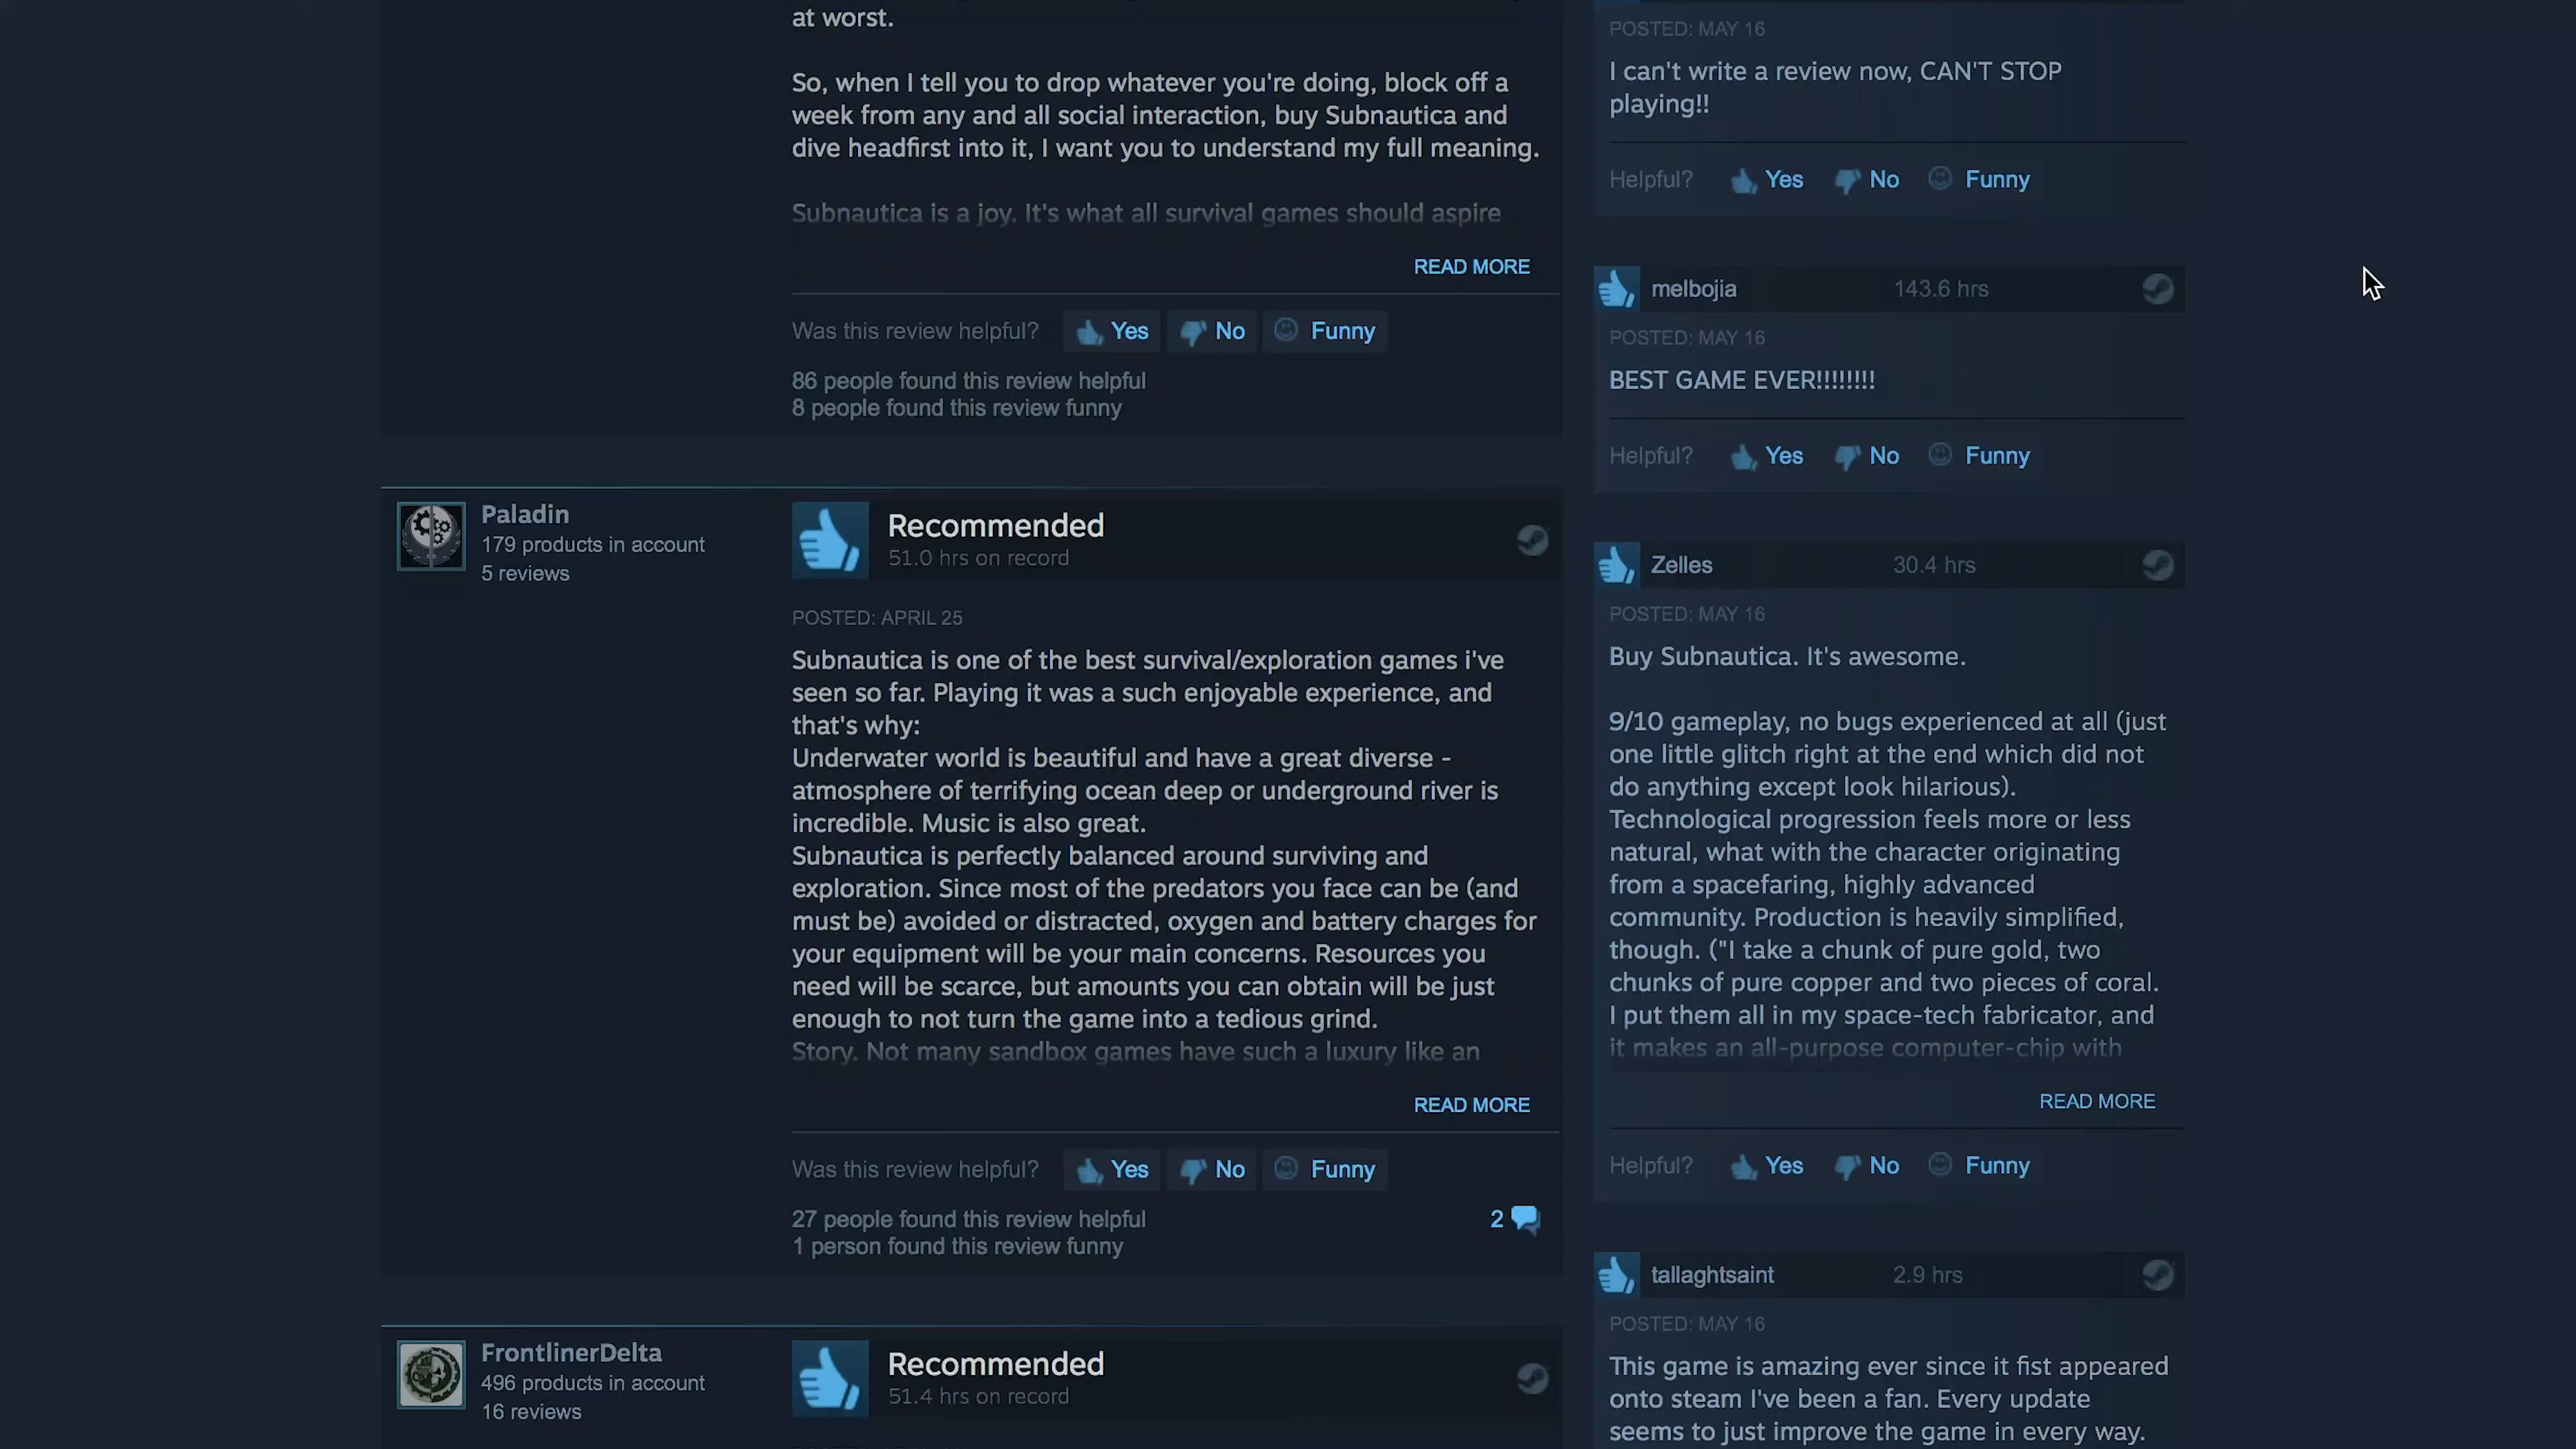 at worst.
So, when I tell you to drop whatever you're doing, block off a
week from any and all social interaction, buy Subnautica and
dive headfirst into it, I want you to understand my full meaning.
Subnautica is a joy. It's what all survival games should aspire
READ MORE
Was this review helpful? Yes No Funny
86 people found this review helpful
8 people found this review funny
Paladin
179 products in account
5 reviews
Recommended
51.0 hrs on record
POSTED: APRIL 25
Subnautica is one of the best survival/exploration games i've
seen so far. Playing it was a such enjoyable experience, and
that's why:
Underwater world is beautiful and have a great diverse -
atmosphere of terrifying ocean deep or underground river is
incredible. Music is also great.
Subnautica is perfectly balanced around surviving and
exploration. Since most of the predators you face can be (and
must be) avoided or distracted, oxygen and battery charges for
your equipment will be your main concerns. Resources you
need will be scarce, but amounts you can obtain will be just
enough to not turn the game into a tedious grind.
Story. Not many sandbox games have such a luxury like an
READ MORE
Was this review helpful? Yes No Funny
27 people found this review helpful
1 person found this review funny
2
FrontlinerDelta
496 products in account
16 reviews
Recommended
51.4 hrs on record
POSTED: MAY 16
I can't write a review now, CAN'T STOP
playing!!
Helpful? Yes No Funny
melbojia 143.6 hrs
POSTED: MAY 16
BEST GAME EVER!!!!!!!!
Helpful? Yes No Funny
Zelles 30.4 hrs
POSTED: MAY 16
Buy Subnautica. It's awesome.
9/10 gameplay, no bugs experienced at all (just
one little glitch right at the end which did not
do anything except look hilarious).
Technological progression feels more or less
natural, what with the character originating
from a spacefaring, highly advanced
community. Production is heavily simplified,
though. ("I take a chunk of pure gold, two
chunks of pure copper and two pieces of coral.
I put them all in my space-tech fabricator, and
it makes an all-purpose computer-chip with
READ MORE
Helpful? Yes No Funny
tallaghtsaint 2.9 hrs
POSTED: MAY 16
This game is amazing ever since it fist appeared
onto steam I've been a fan. Every update
seems to just improve the game in every way.